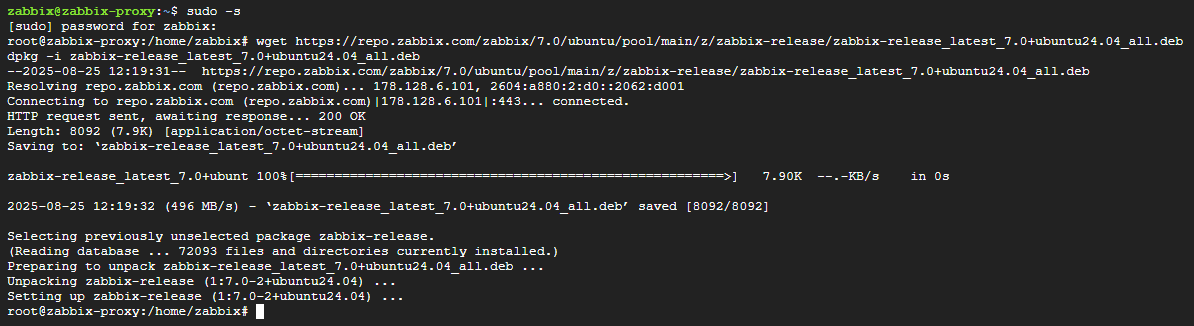 zabbix@zabbix-proxy:~$ sudo -s
[sudo] password for zabbix:
root@zabbix-proxy:/home/zabbix# wget https://repo.zabbix.com/zabbix/7.0/ubuntu/pool/main/z/zabbix-release/zabbix-release_latest_7.0+ubuntu24.04_all.deb
dpkg -i zabbix-release_latest_7.0+ubuntu24.04_all.deb
--2025-08-25 12:19:31--  https://repo.zabbix.com/zabbix/7.0/ubuntu/pool/main/z/zabbix-release/zabbix-release_latest_7.0+ubuntu24.04_all.deb
Resolving repo.zabbix.com (repo.zabbix.com)... 178.128.6.101, 2604:a880:2:d0::2062:d001
Connecting to repo.zabbix.com (repo.zabbix.com)|178.128.6.101|:443... connected.
HTTP request sent, awaiting response... 200 OK
Length: 8092 (7.9K) [application/octet-stream]
Saving to: ‘zabbix-release_latest_7.0+ubuntu24.04_all.deb’
zabbix-release_latest_7.0+ubunt 100%[=======================================================>]   7.90K  --.-KB/s    in 0s
2025-08-25 12:19:32 (496 MB/s) - ‘zabbix-release_latest_7.0+ubuntu24.04_all.deb’ saved [8092/8092]
Selecting previously unselected package zabbix-release.
(Reading database ... 72093 files and directories currently installed.)
Preparing to unpack zabbix-release_latest_7.0+ubuntu24.04_all.deb ...
Unpacking zabbix-release (1:7.0-2+ubuntu24.04) ...
Setting up zabbix-release (1:7.0-2+ubuntu24.04) ...
root@zabbix-proxy:/home/zabbix#